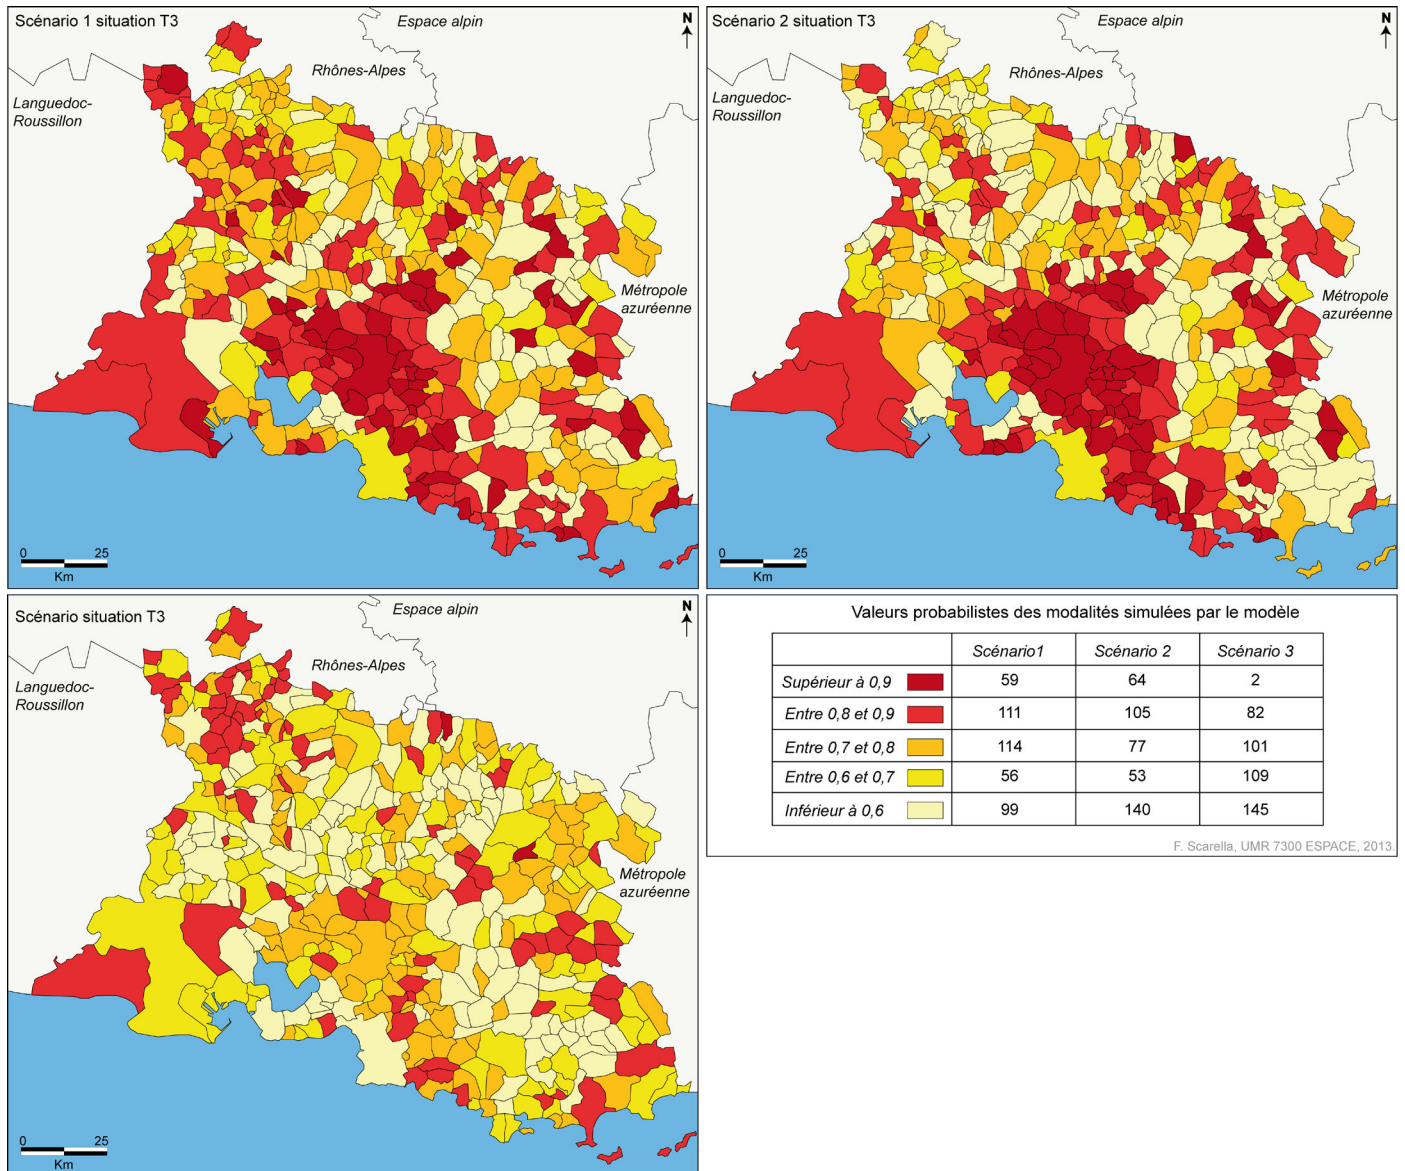 Scénario 1 situation T3
Espace alpin
N
Rhônes-Alpes
Languedoc-
Roussillon
Métropole
azuréenne
0 25
Km
Scénario 2 situation T3
Espace alpin
N
Rhônes-Alpes
Languedoc-
Roussillon
Métropole
azuréenne
0 25
Km
Scénario situation T3
Espace alpin
N
Rhônes-Alpes
Languedoc-
Roussillon
Métropole
azuréenne
0 25
Km
Valeurs probabilistes des modalités simulées par le modèle
Scénario1 Scénario 2 Scénario 3
Supérieur à 0,9 59 64 2
Entre 0,8 et 0,9 111 105 82
Entre 0,7 et 0,8 114 77 101
Entre 0,6 et 0,7 56 53 109
Inférieur à 0,6 99 140 145
F. Scarella, UMR 7300 ESPACE, 2013.